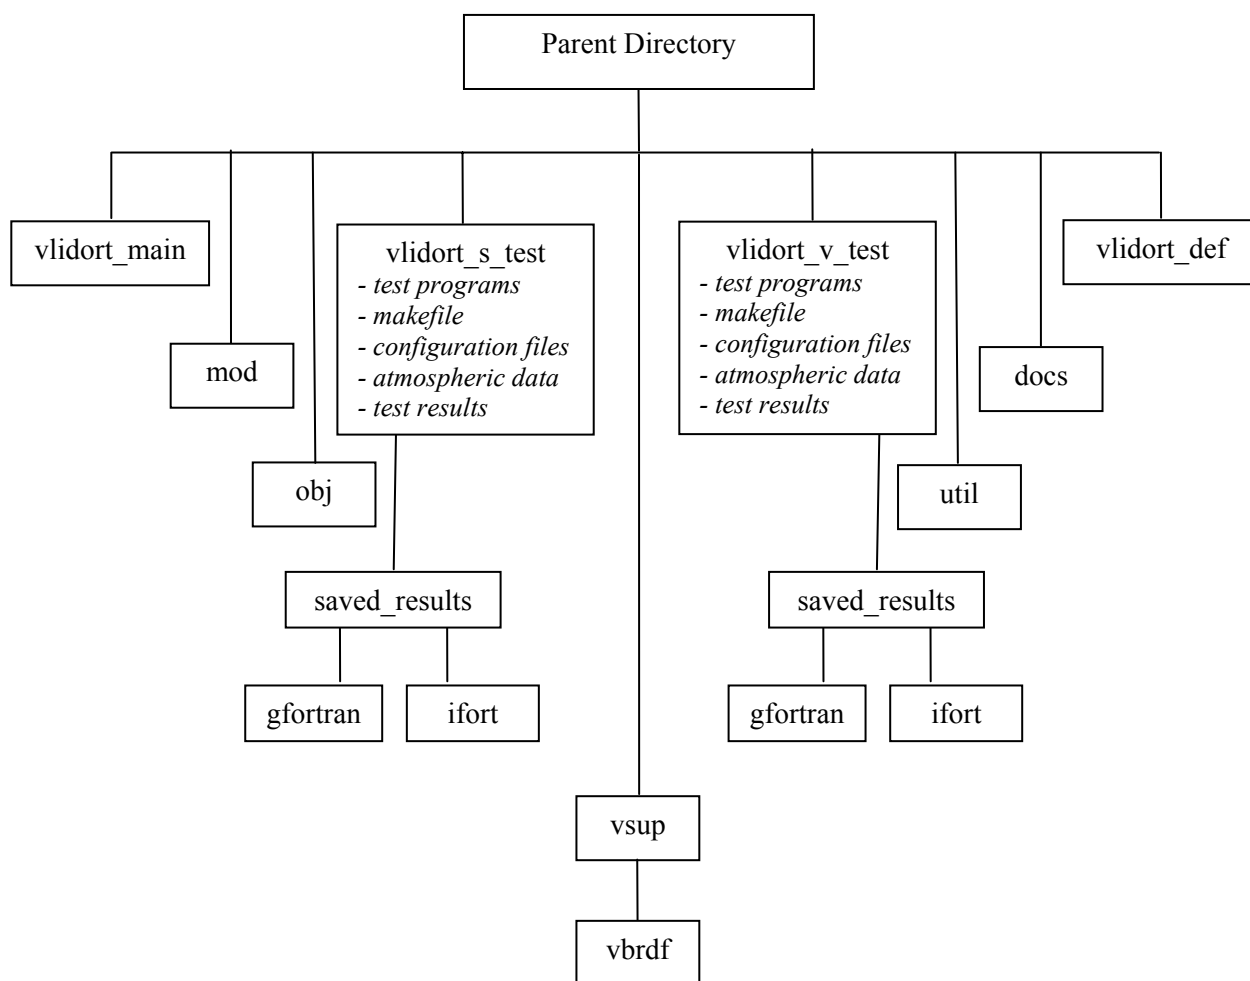 Parent Directory
vlidort_main
vlidort_s_test
- test programs
- makefile
- configuration files
- atmospheric data
- test results
vlidort_v_test
- test programs
- makefile
- configuration files
- atmospheric data
- test results
vlidort_def
mod
docs
obj
util
saved_results
saved_results
gfortran
ifort
gfortran
ifort
vsup
vbrdf